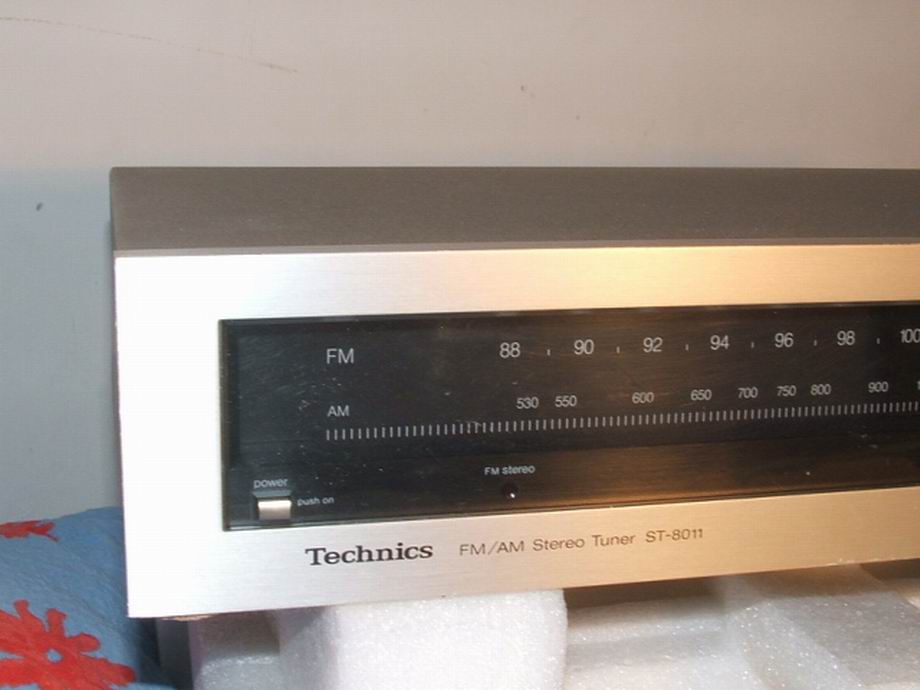 FM 88 90 92 94 96 98 100
AM 530 550 600 650 700 750 800 900
FM stereo
power
push on
Technics FM/AM Stereo Tuner ST-8011